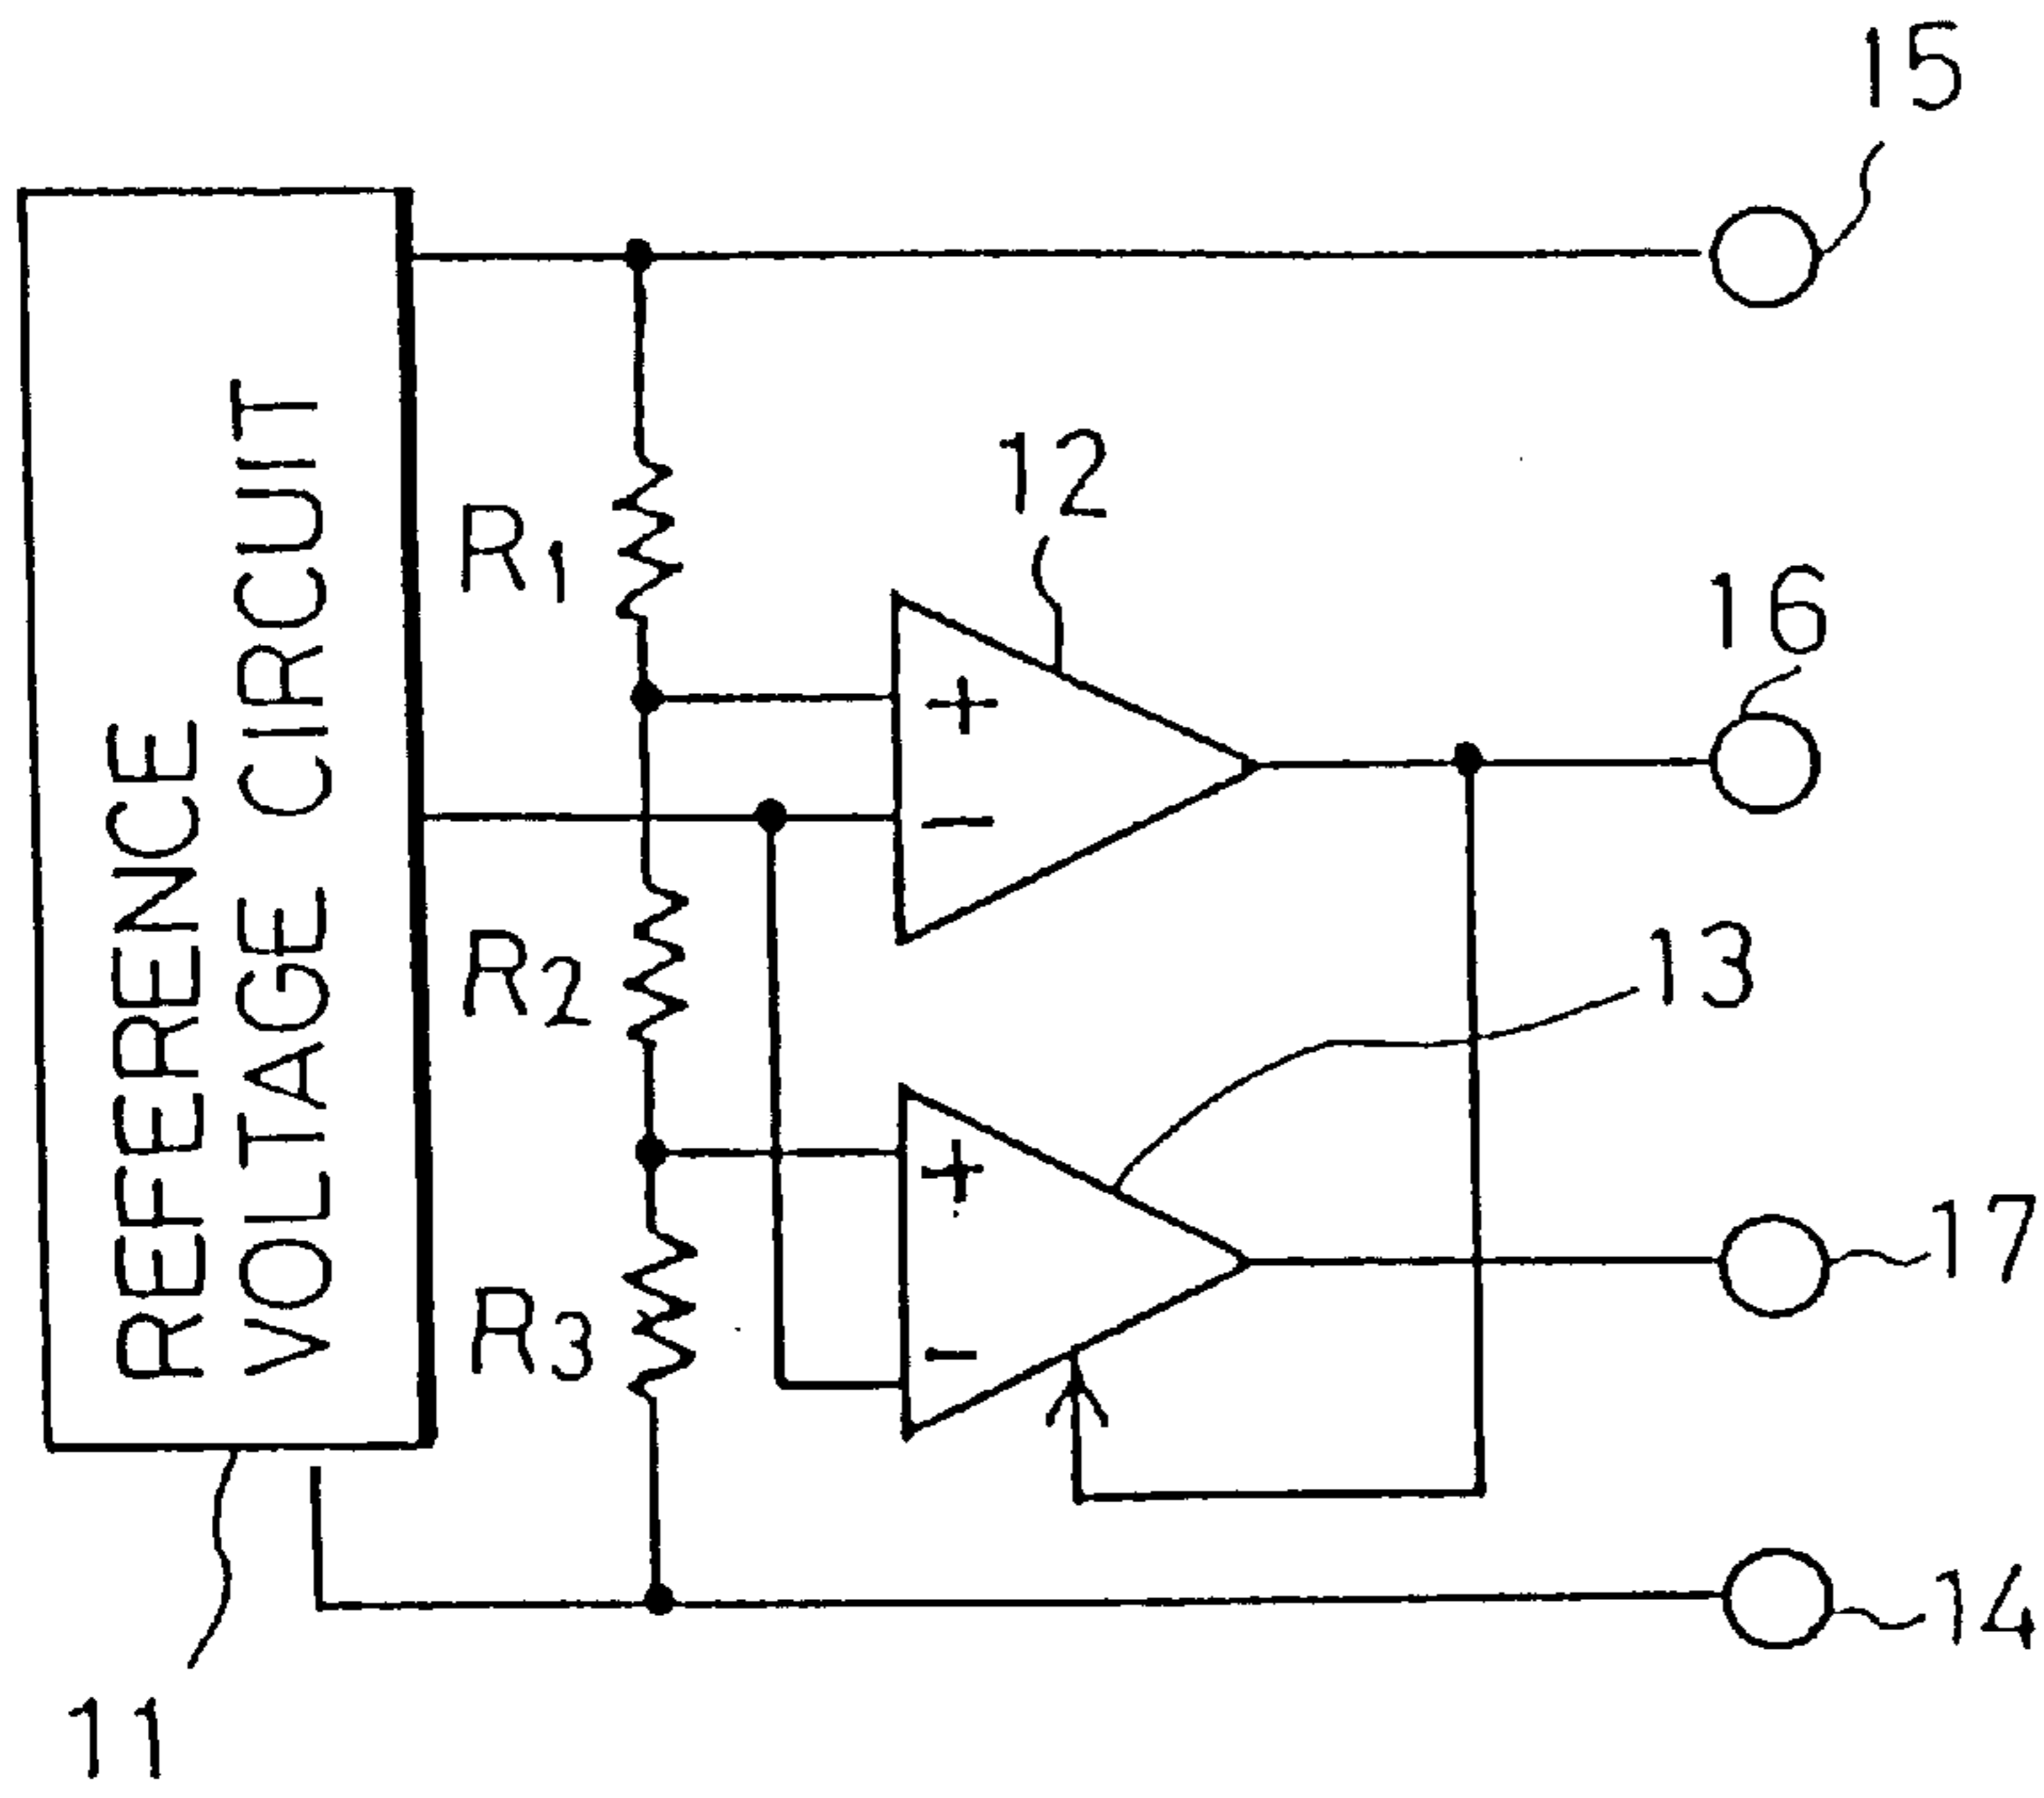 15
REFERENCE
VOLTAGE CIRCUIT
R1
12
+
−
16
R2
13
+
−
17
R3
14
11